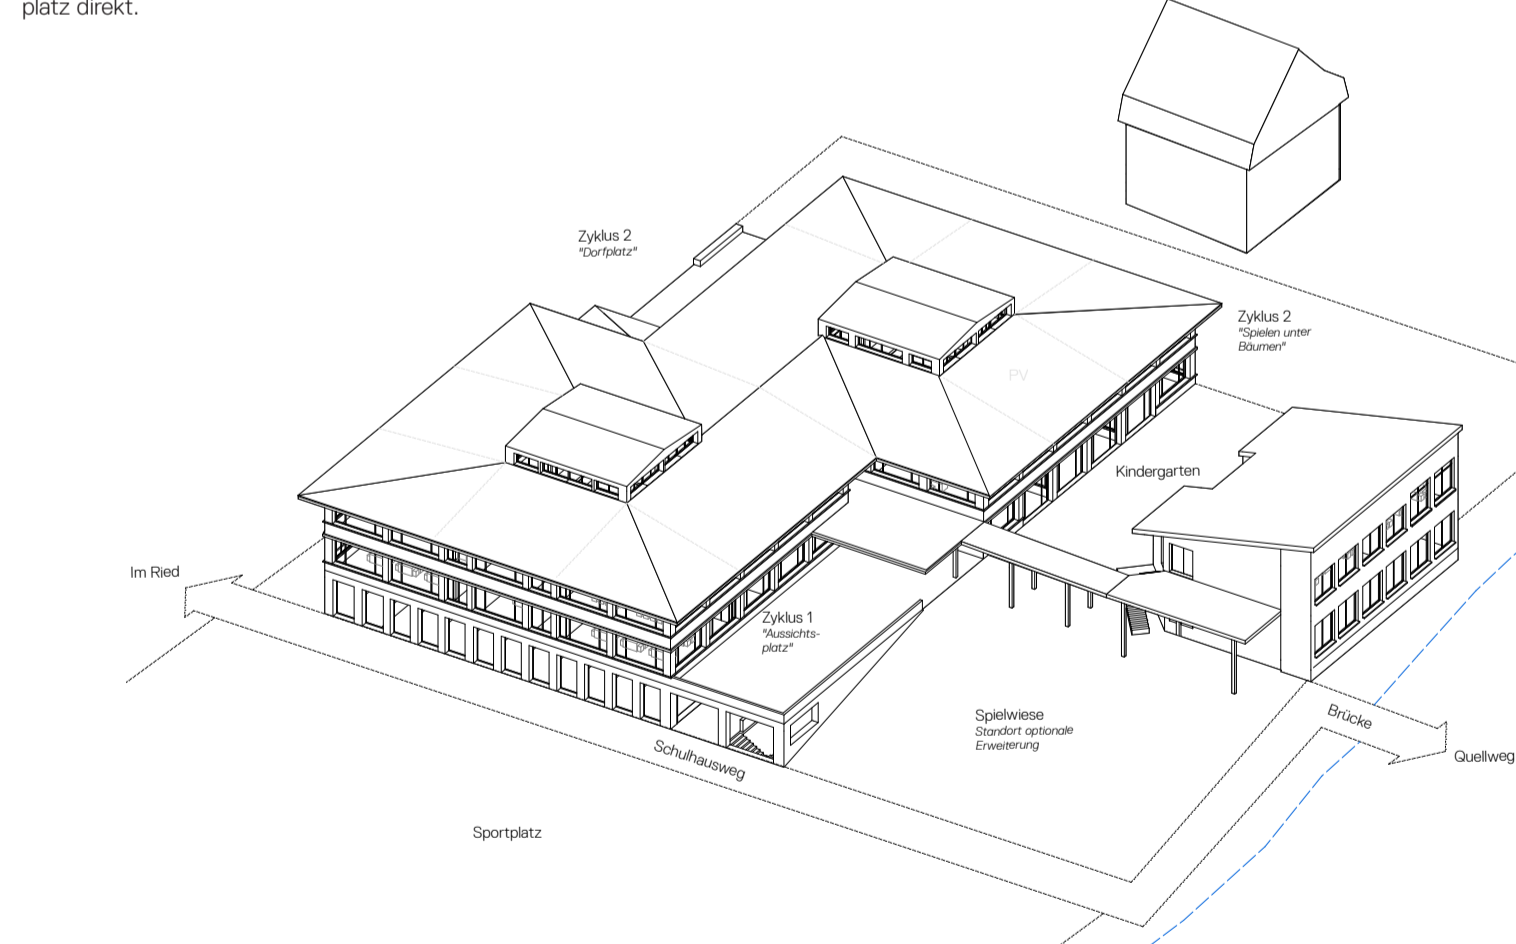 platz direkt.
Zyklus 2
"Dorfplatz"
Zyklus 2
"Spielen unter
Bäumen"
PV
Kindergarten
Im Ried
Zyklus 1
"Aussichts-
platz"
Spielwiese
Standort optionale
Erweiterung
Brücke
Quellweg
Schulhausweg
Sportplatz